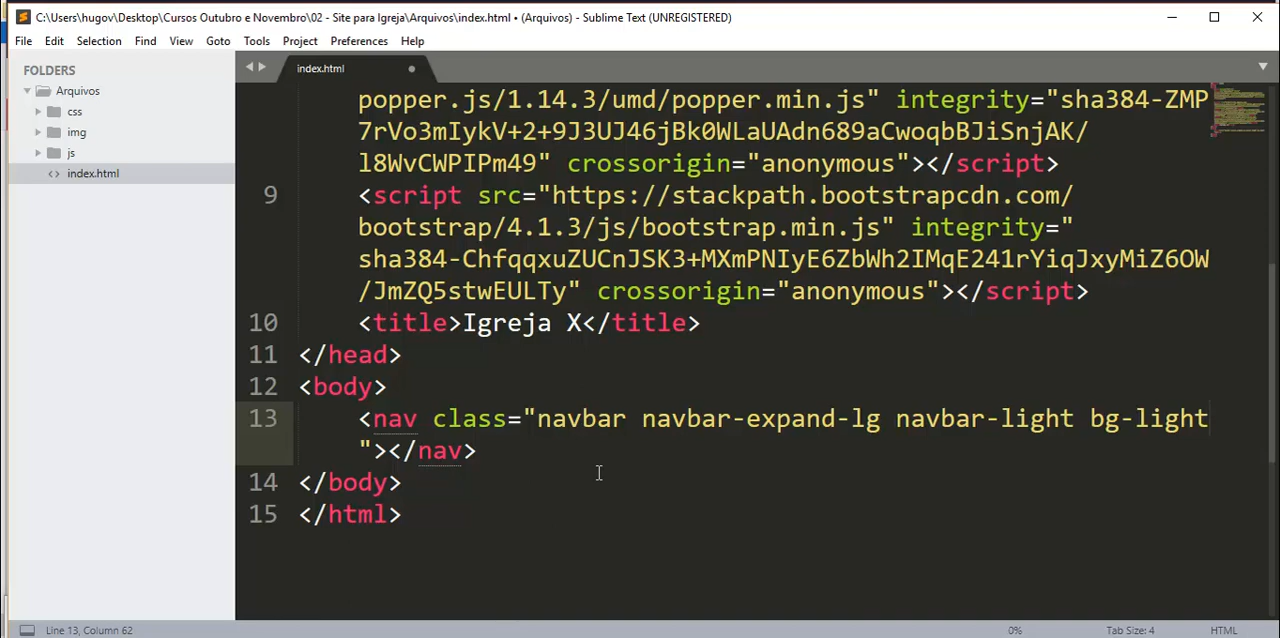 C:\Users\hugov\Desktop\Cursos Outubro e Novembro\02 - Site para Igreja\Arquivos\index.html • (Arquivos) - Sublime Text (UNREGISTERED)
File Edit Selection Find View Goto Tools Project Preferences Help
FOLDERS
Arquivos
css
img
js
index.html
index.html
popper.js/1.14.3/umd/popper.min.js" integrity="sha384-ZMP
7rVo3mIykV+2+9J3UJ46jBk0WLaUAdn689aCwoqbBJiSnjAK/
l8WvCWPIPm49" crossorigin="anonymous"></script>
9 <script src="https://stackpath.bootstrapcdn.com/
bootstrap/4.1.3/js/bootstrap.min.js" integrity="
sha384-ChfqqxuZUCnJSK3+MXmPNIyE6ZbWh2IMqE241rYiqJxyMiZ6OW
/JmZQ5stwEULTy" crossorigin="anonymous"></script>
10 <title>Igreja X</title>
11 </head>
12 <body>
13 <nav class="navbar navbar-expand-lg navbar-light bg-light
"></nav>
14 </body>
15 </html>
Line 13, Column 62 0% Tab Size: 4 HTML